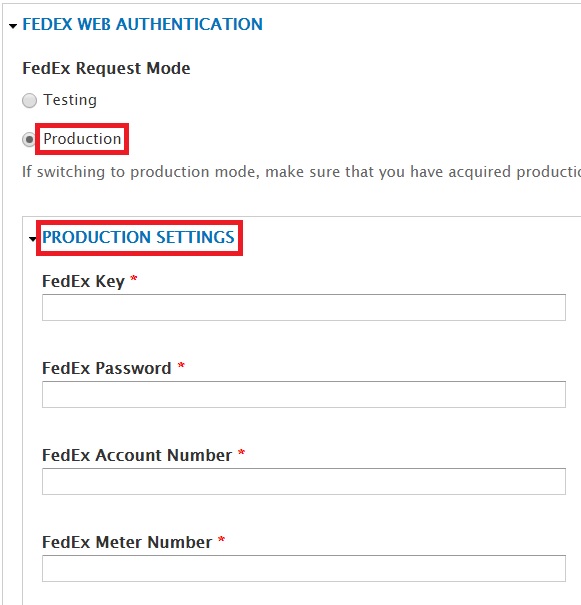 FEDEX WEB AUTHENTICATION
FedEx Request Mode
Testing
Production
If switching to production mode, make sure that you have acquired
PRODUCTION SETTINGS
FedEx Key *
FedEx Password *
FedEx Account Number *
FedEx Meter Number *